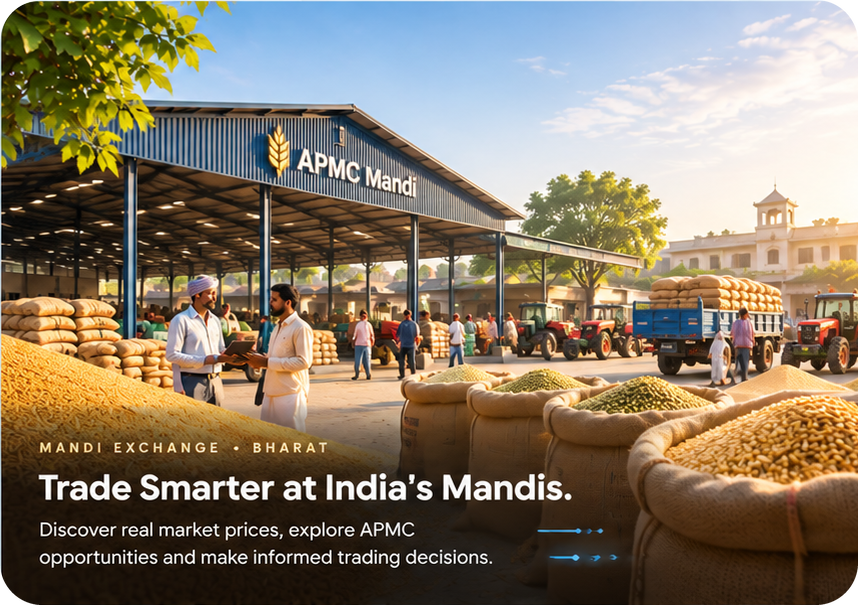 APMC Mandi
MANDI EXCHANGE • BHARAT
Trade Smarter at India's Mandis.
Discover real market prices, explore APMC
opportunities and make informed trading decisions.